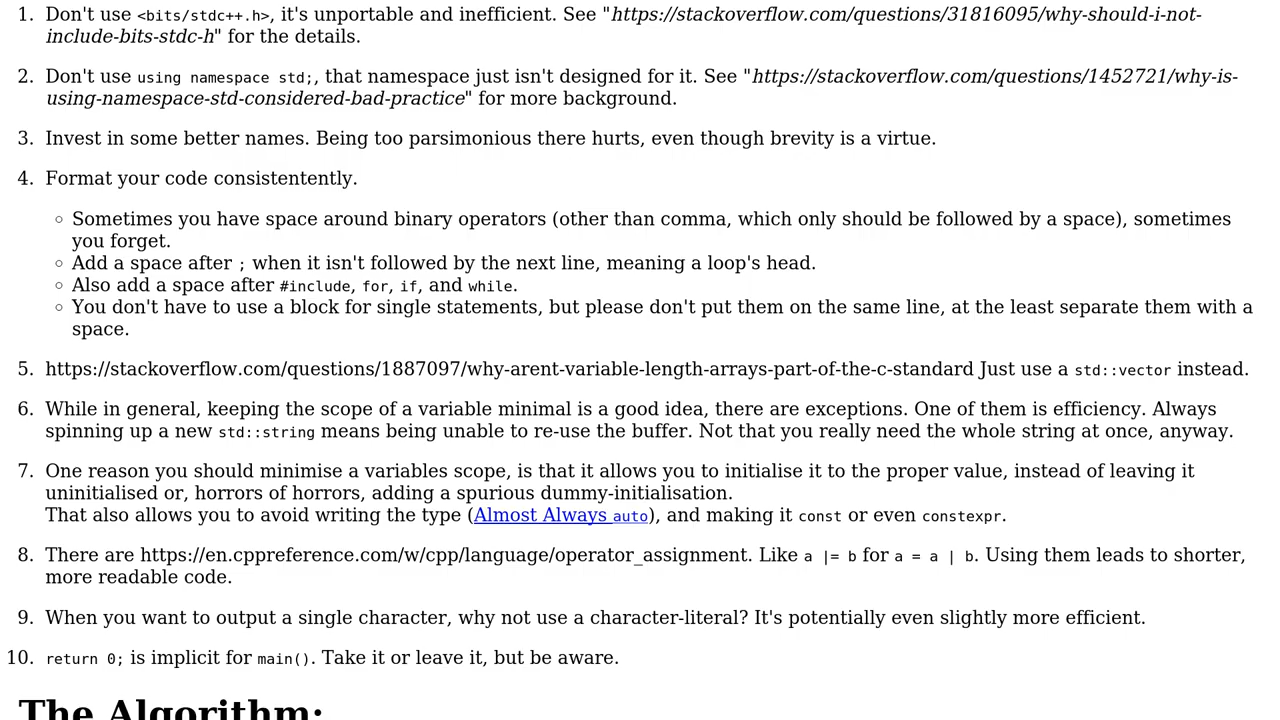 1. Don't use <bits/stdc++.h>, it's unportable and inefficient. See "https://stackoverflow.com/questions/31816095/why-should-i-not-
include-bits-stdc-h" for the details.
2. Don't use using namespace std;, that namespace just isn't designed for it. See "https://stackoverflow.com/questions/1452721/why-is-
using-namespace-std-considered-bad-practice" for more background.
3. Invest in some better names. Being too parsimonious there hurts, even though brevity is a virtue.
4. Format your code consistentently.
◦ Sometimes you have space around binary operators (other than comma, which only should be followed by a space), sometimes
you forget.
◦ Add a space after ; when it isn't followed by the next line, meaning a loop's head.
◦ Also add a space after #include, for, if, and while.
◦ You don't have to use a block for single statements, but please don't put them on the same line, at the least separate them with a
space.
5. https://stackoverflow.com/questions/1887097/why-arent-variable-length-arrays-part-of-the-c-standard Just use a std::vector instead.
6. While in general, keeping the scope of a variable minimal is a good idea, there are exceptions. One of them is efficiency. Always
spinning up a new std::string means being unable to re-use the buffer. Not that you really need the whole string at once, anyway.
7. One reason you should minimise a variables scope, is that it allows you to initialise it to the proper value, instead of leaving it
uninitialised or, horrors of horrors, adding a spurious dummy-initialisation.
That also allows you to avoid writing the type (Almost Always auto), and making it const or even constexpr.
8. There are https://en.cppreference.com/w/cpp/language/operator_assignment. Like a |= b for a = a | b. Using them leads to shorter,
more readable code.
9. When you want to output a single character, why not use a character-literal? It's potentially even slightly more efficient.
10. return 0; is implicit for main(). Take it or leave it, but be aware.
The Algorithm: